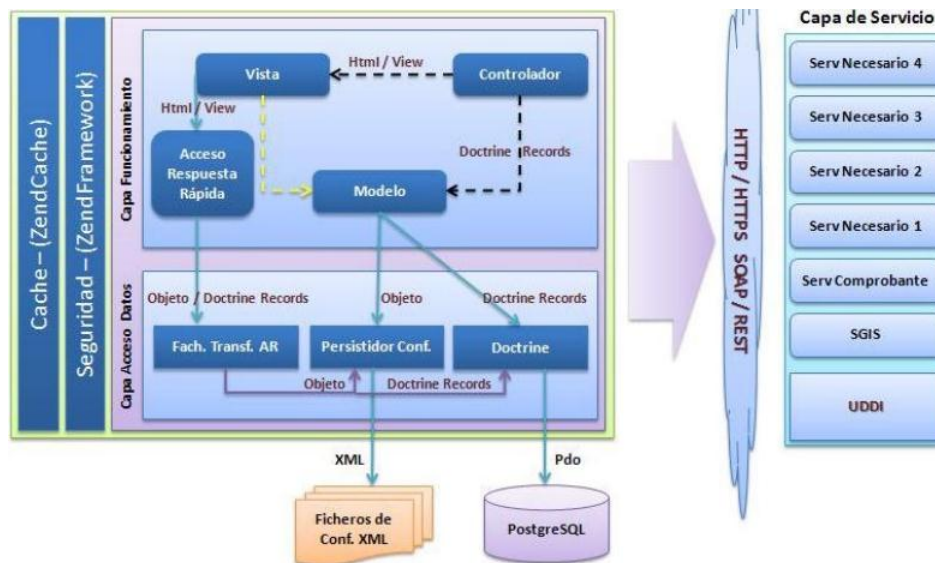 Cache – (ZendCache)
Seguridad – (ZendFramework)
Capa Funcionamiento
Vista
Html / View
Controlador
Html / View
Acceso
Respuesta
Rápida
Doctrine Records
Modelo
Capa Acceso Datos
Objeto / Doctrine Records
Objeto
Doctrine Records
Fach. Transf. AR
Persistidor Conf.
Doctrine
Objeto
Doctrine Records
XML
Pdo
Ficheros de
Conf. XML
PostgreSQL
HTTP / HTTPS SOAP / REST
Capa de Servicio
Serv Necesario 4
Serv Necesario 3
Serv Necesario 2
Serv Necesario 1
Serv Comprobante
SGIS
UDDI